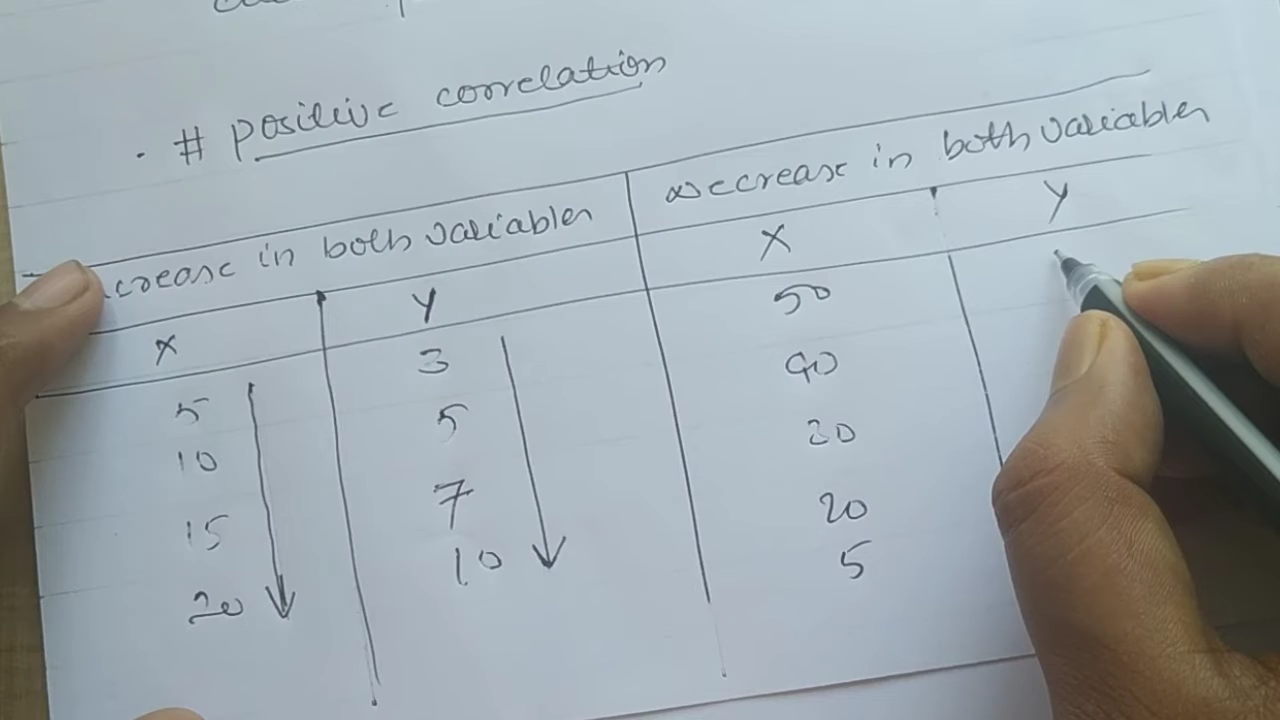 . # positive correlation
crease in both variables
Decrease in both variables
X Y X Y
5 3 50
10 5 40
15 7 30
20 10 20
5